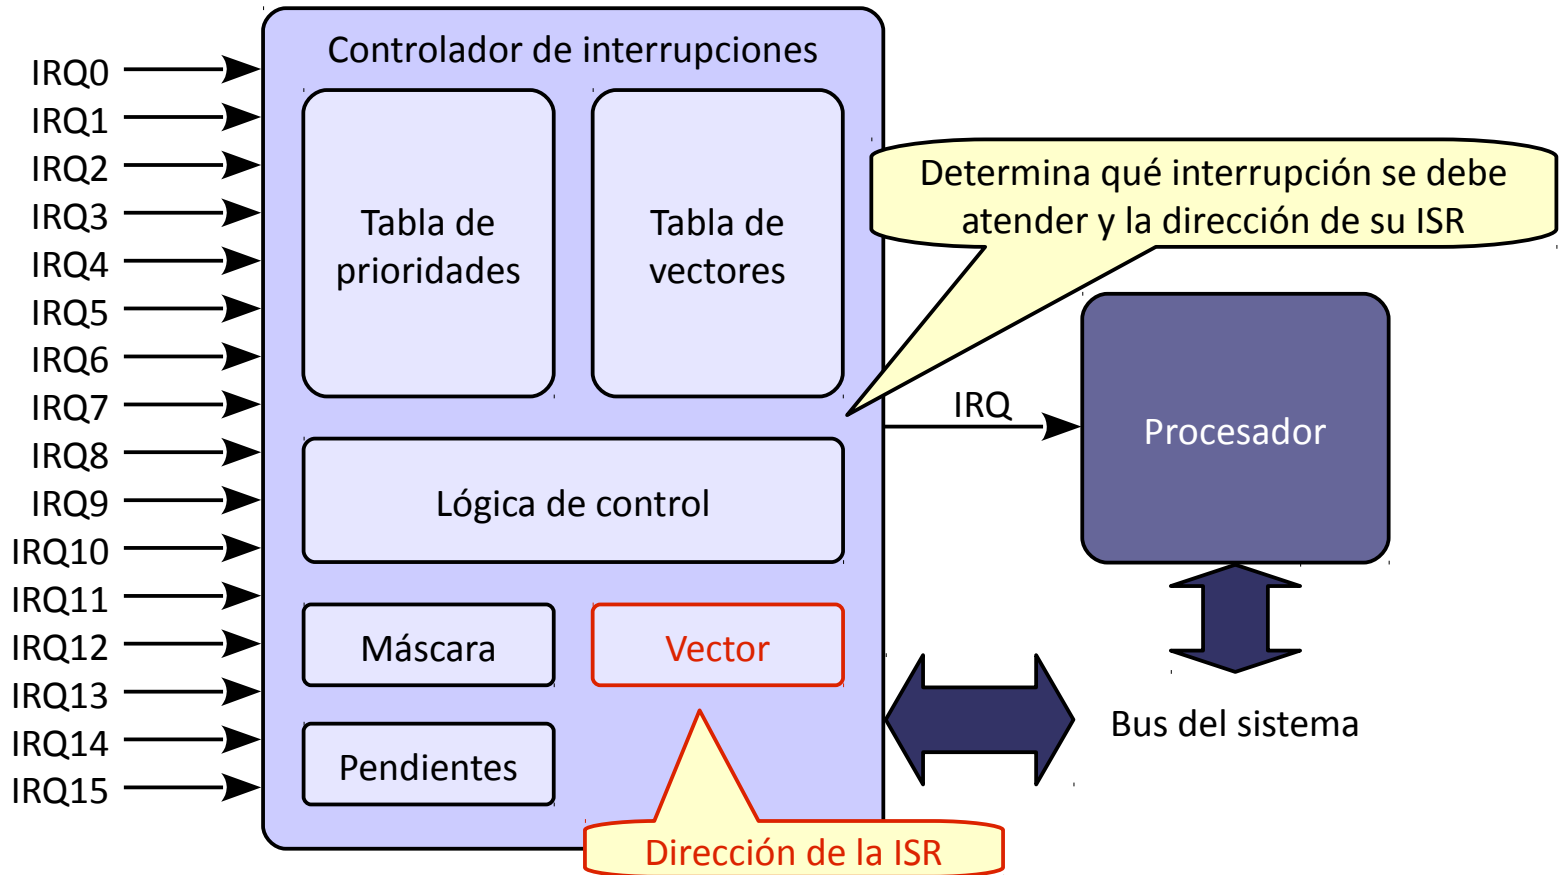 Controlador de interrupciones
IRQ0
IRQ1
IRQ2
IRQ3
IRQ4
IRQ5
IRQ6
IRQ7
IRQ8
IRQ9
IRQ10
IRQ11
IRQ12
IRQ13
IRQ14
IRQ15
Tabla de
prioridades
Tabla de
vectores
Determina qué interrupción se debe
atender y la dirección de su ISR
IRQ
Procesador
Lógica de control
Máscara
Vector
Pendientes
Bus del sistema
Dirección de la ISR